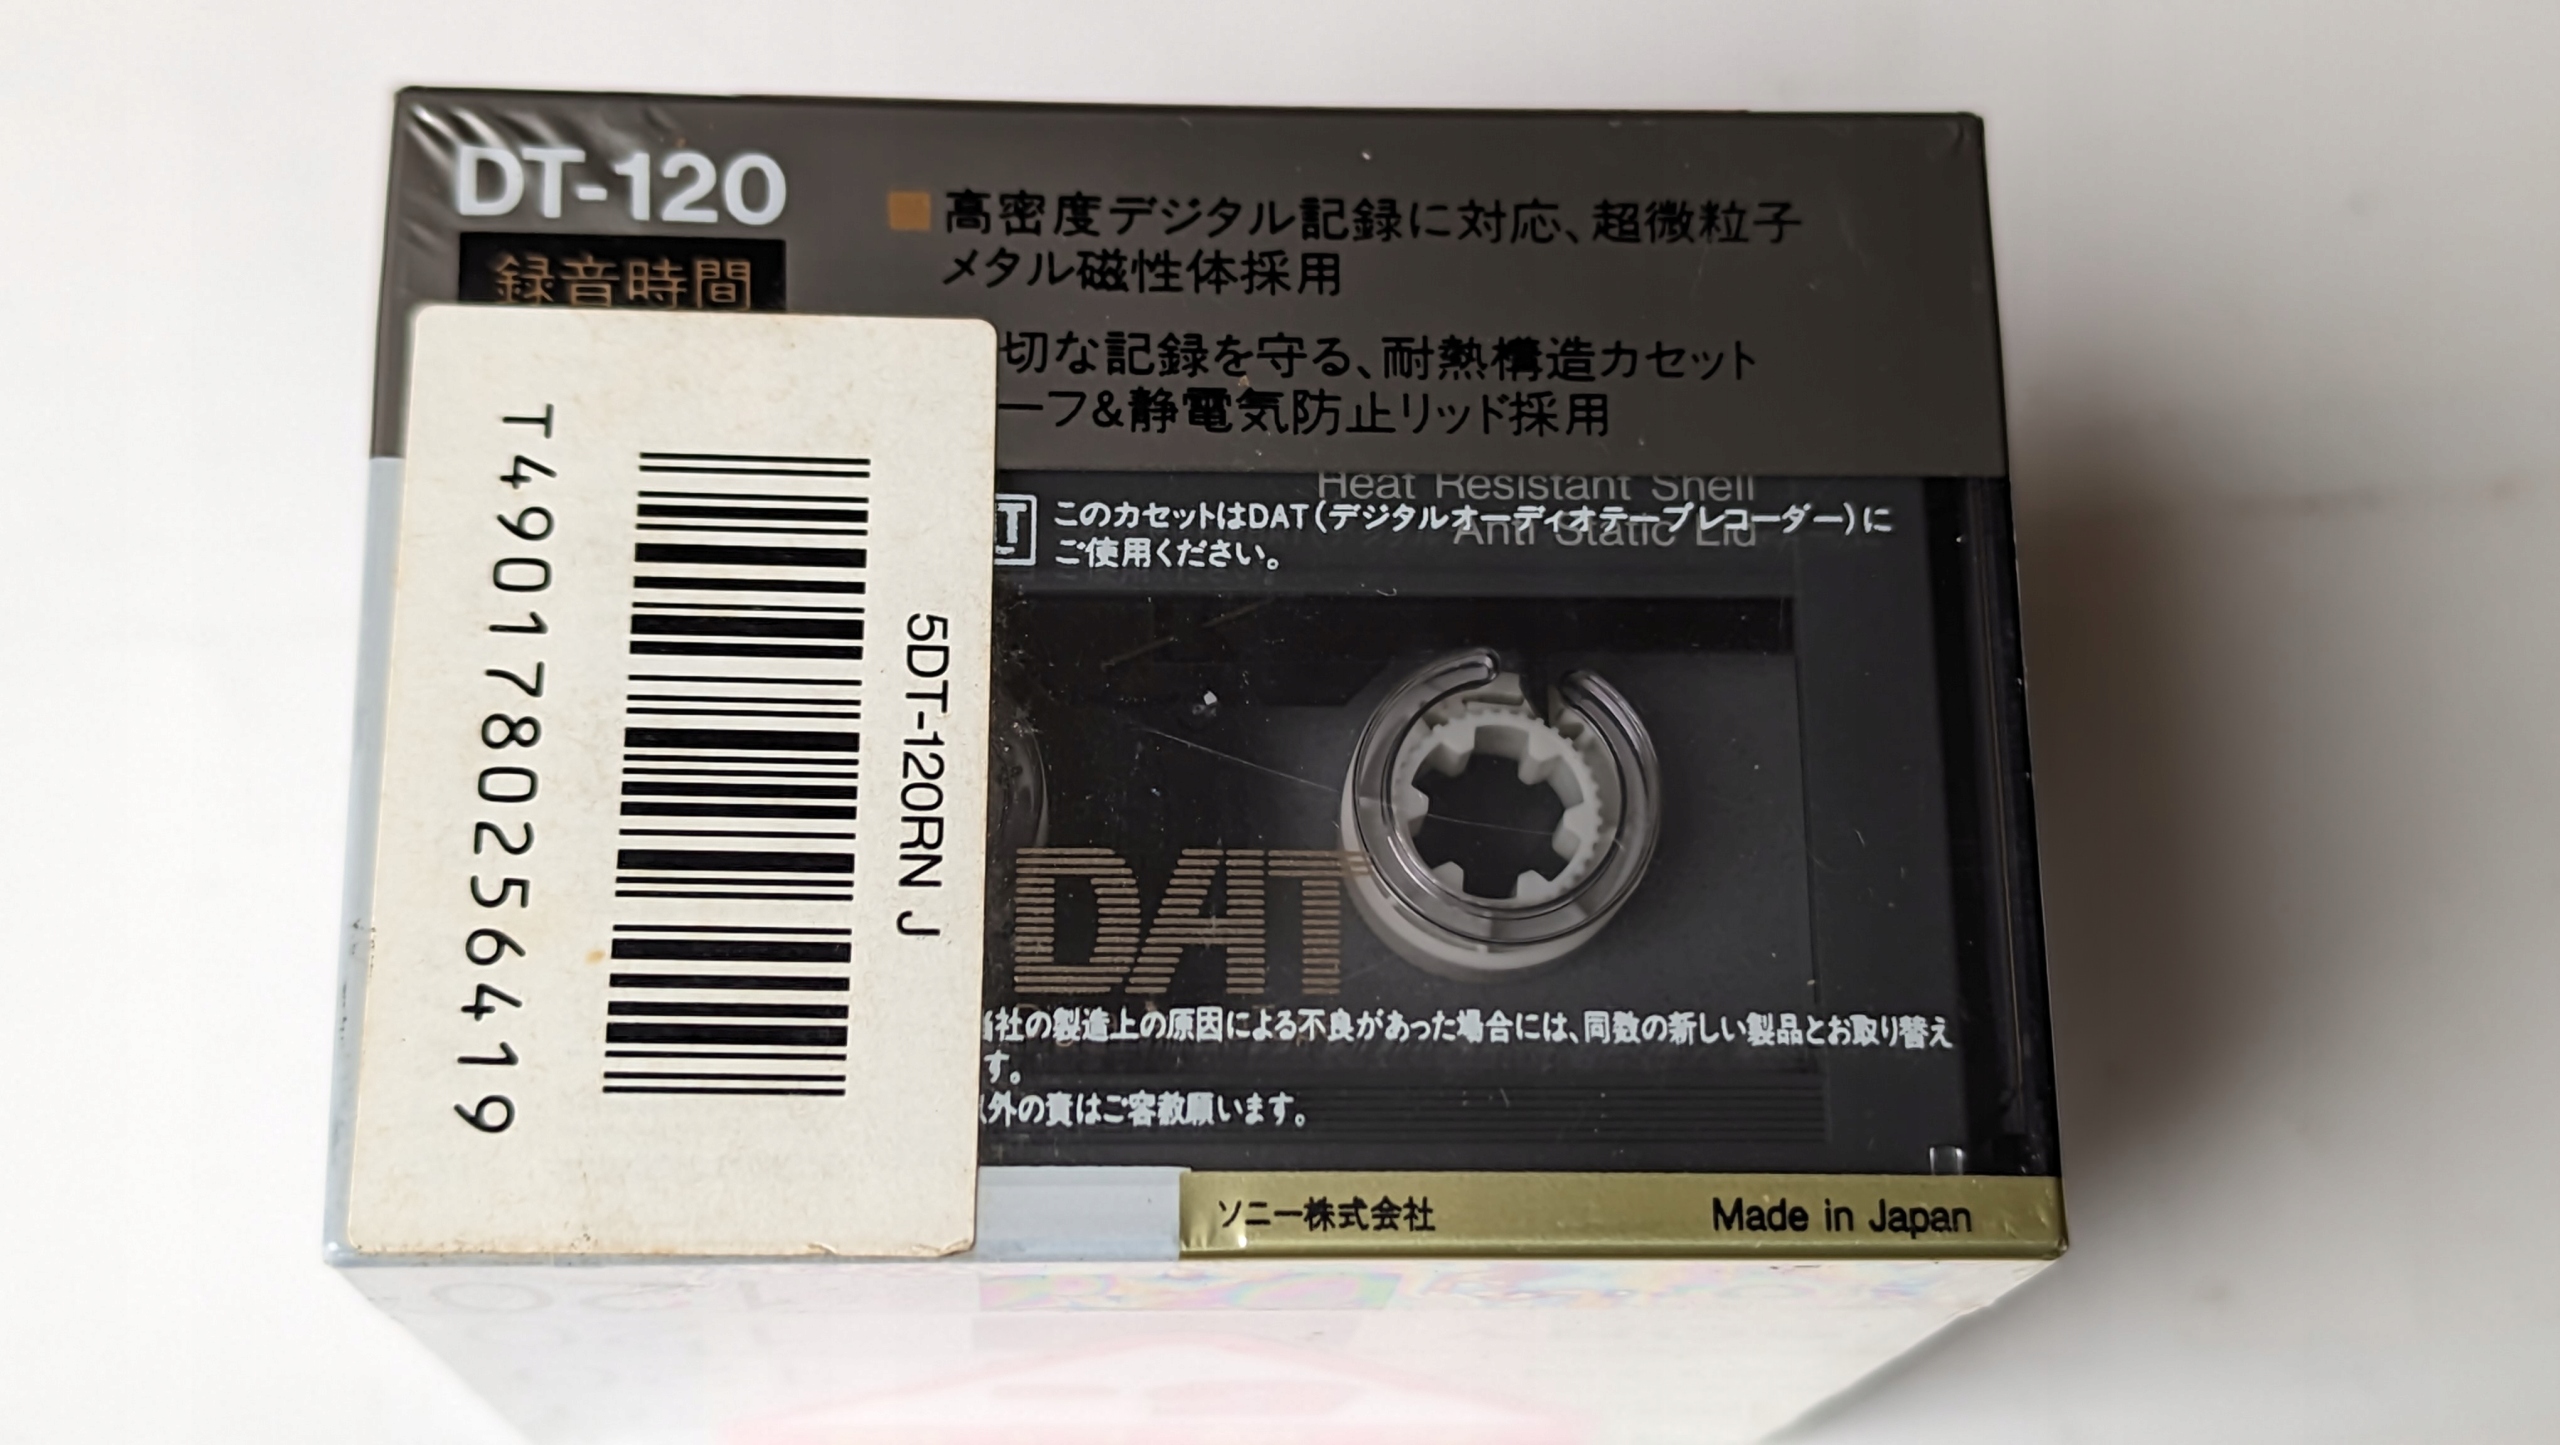 DT-120
録音時間
高密度デジタル記録に対応、超微粒子
メタル磁性体採用
切な記録を守る、耐熱構造カセット
ーフ&静電気防止リッド採用
Heat Resistant Shell
Anti Static Lid
このカセットはDAT(デジタルオーディオテープレコーダー)に
ご使用ください。
T4901780256419
5DT-120RN J
DAT
社の製造上の原因による不良があった場合には、同数の新しい製品とお取り替え
す。
外の責はご容赦願います。
ソニー株式会社
Made in Japan